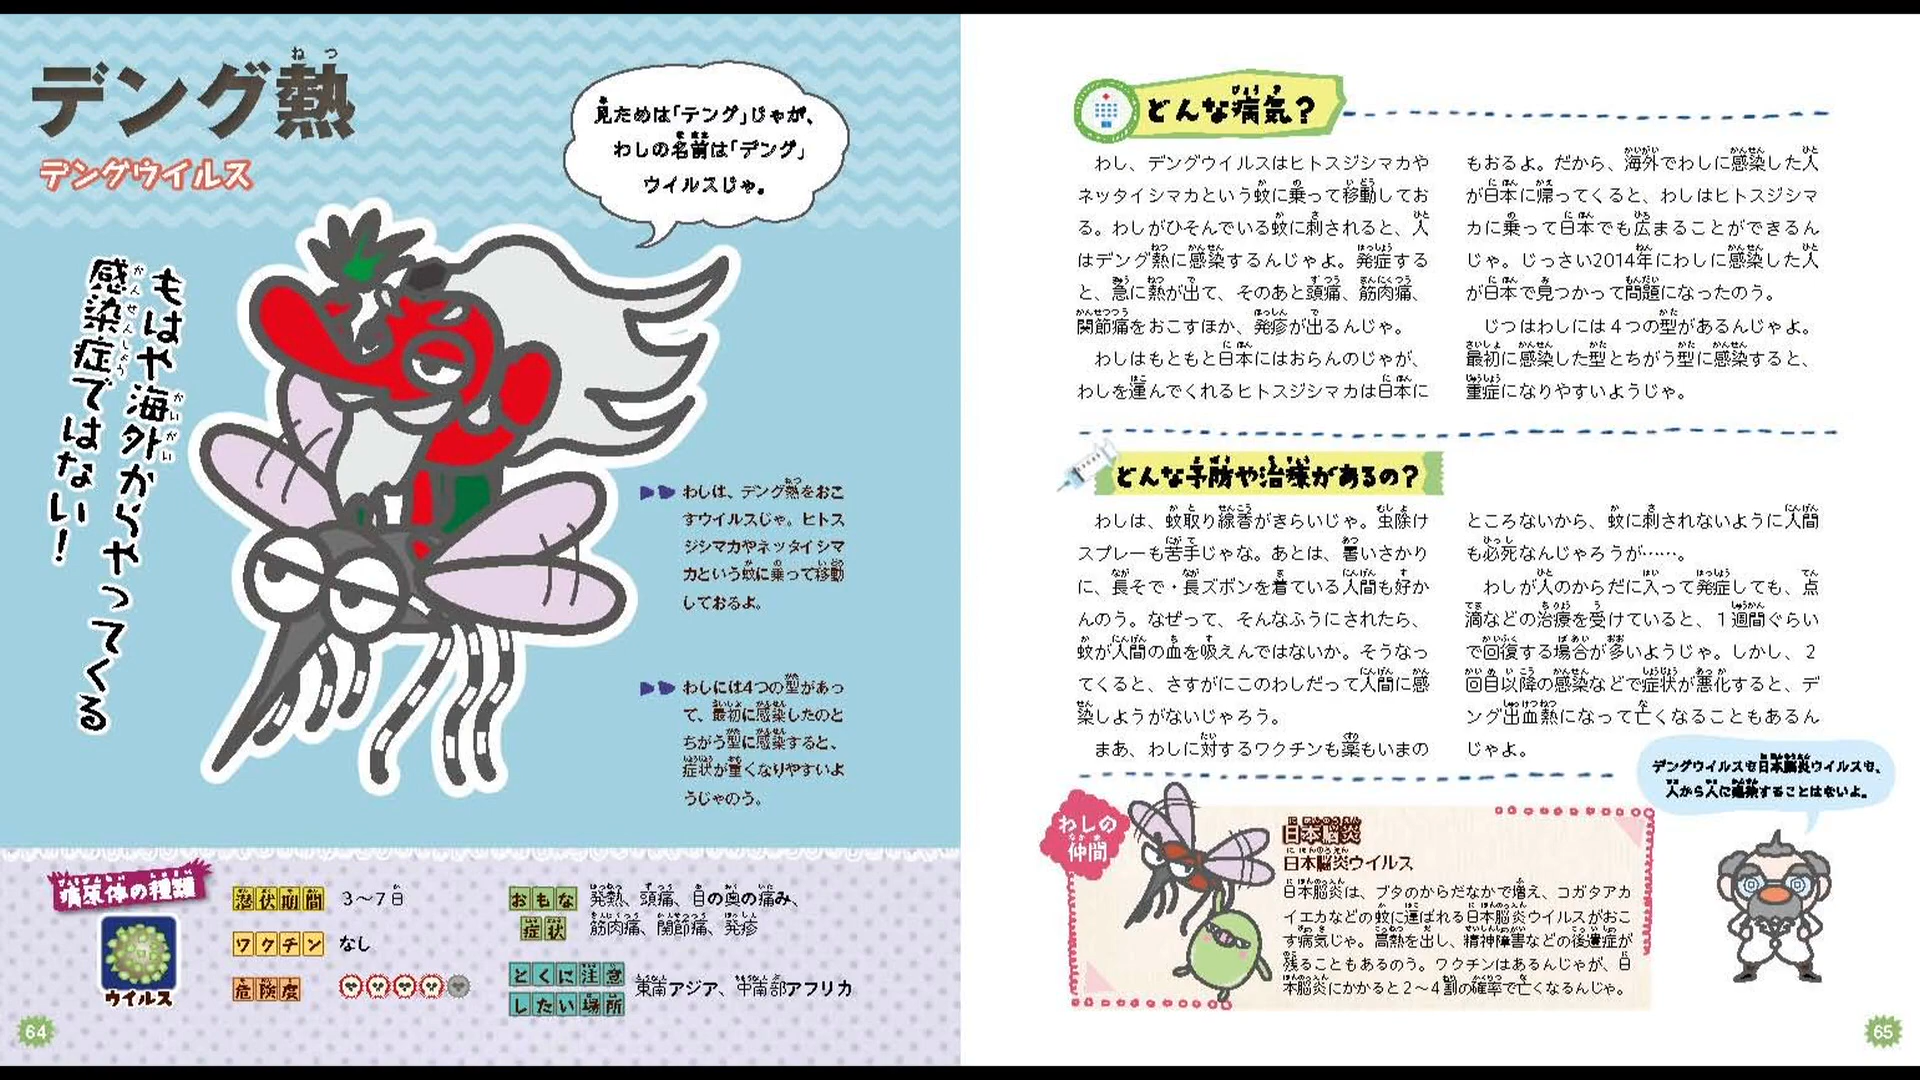 デング熱
デングウイルス
見ためは「テング」じゃが、
わしの名前は「デング」
ウイルスじゃ。
もはや海外からやってくる
感染症ではない!
わしは、デング熱をおこ
すウイルスじゃ。ヒトス
ジシマカやネッタイシマ
カという蚊に乗って移動
しておるよ。
わしには4つの型があっ
て、最初に感染したのと
ちがう型に感染すると、
症状が重くなりやすいよ
うじゃのう。
病原体の種類
ウイルス
潜伏期間 3～7日
ワクチン なし
危険度
おもな症状 発熱、頭痛、目の奥の痛み、
筋肉痛、関節痛、発疹
とくに注意したい場所 東南アジア、中南部アフリカ
64
どんな病気?
わし、デングウイルスはヒトスジシマカや
ネッタイシマカという蚊に乗って移動してお
る。わしがひそんでいる蚊に刺されると、人
はデング熱に感染するんじゃよ。発症する
と、急に熱が出て、そのあと頭痛、筋肉痛、
関節痛をおこすほか、発疹が出るんじゃ。
わしはもともと日本にはおらんのじゃが、
わしを運んでくれるヒトスジシマカは日本に
もおるよ。だから、海外でわしに感染した人
が日本に帰ってくると、わしはヒトスジシマ
カに乗って日本でも広まることができるん
じゃ。じっさい2014年にわしに感染した人
が日本で見つかって問題になったのう。
じつはわしには4つの型があるんじゃよ。
最初に感染した型とちがう型に感染すると、
重症になりやすいようじゃ。
どんな予防や治療があるの?
わしは、蚊取り線香がきらいじゃ。虫除け
スプレーも苦手じゃな。あとは、暑いさかり
に、長そで・長ズボンを着ている人間も好か
んのう。なぜって、そんなふうにされたら、
蚊が人間の血を吸えんではないか。そうなっ
てくると、さすがにこのわしだって人間に感
染しようがないじゃろう。
まあ、わしに対するワクチンも薬もいまの
ところないから、蚊に刺されないように人間
も必死なんじゃろうが……。
わしが人のからだに入って発症しても、点
滴などの治療を受けていると、1週間ぐらい
で回復する場合が多いようじゃ。しかし、2
回目以降の感染などで症状が悪化すると、デ
ング出血熱になって亡くなることもあるん
じゃよ。
デングウイルスも日本脳炎ウイルスも、
人から人に感染することはないよ。
わしの
仲間
日本脳炎
日本脳炎ウイルス
日本脳炎は、ブタのからだなかで増え、コガタアカ
イエカなどの蚊に運ばれる日本脳炎ウイルスがおこ
す病気じゃ。高熱を出し、精神障害などの後遺症が
残ることもあるのう。ワクチンはあるんじゃが、日
本脳炎にかかると2～4割の確率で亡くなるんじゃ。
65